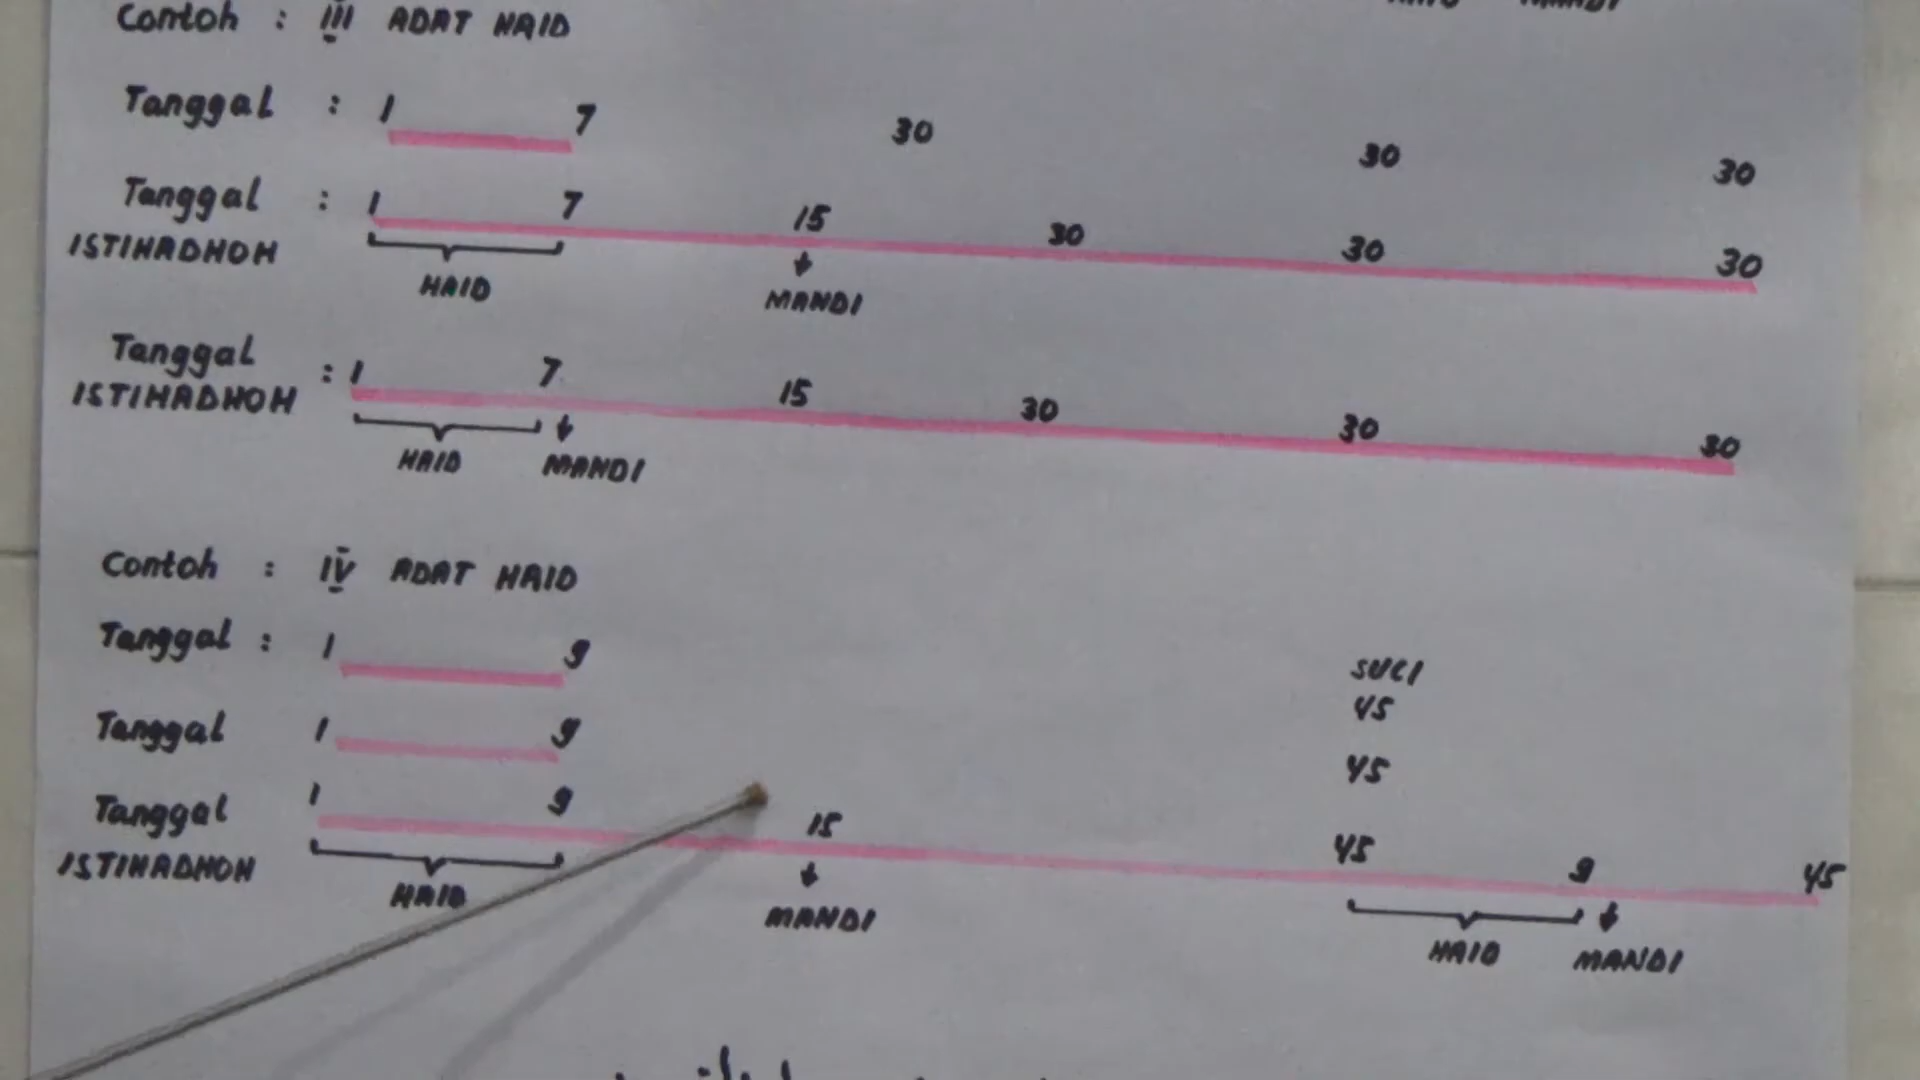 Contoh : III ADAT HAID
Tanggal : 1 7 30 30 30
Tanggal : 1 7 15 30 30 30
ISTIHADHOH
HAID MANDI
Tanggal : 1 7 15 30 30 30
ISTIHADHOH
HAID MANDI
Contoh : IV ADAT HAID
Tanggal : 1 9 SUCI
45
Tanggal 1 9 45
Tanggal 1 9 15 45 9 45
ISTIHADHOH
HAID MANDI HAID MANDI